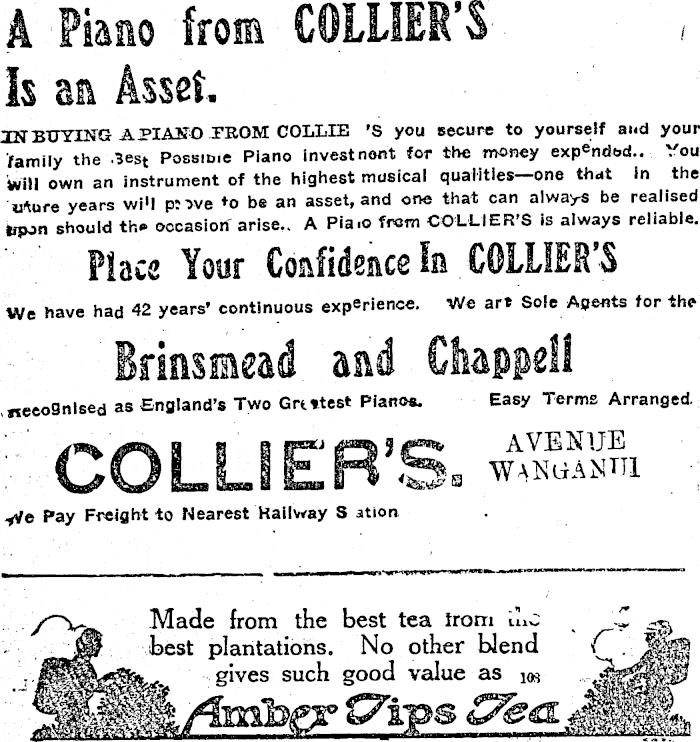 A Piano from COLLIER'S
Is an Asset.
IN BUYING A PIANO FROM COLLIE 'S you secure to yourself and your
family the Best Possible Piano investment for the money expended.. You
will own an instrument of the highest musical qualities—one that in the
uture years will prove to be an asset, and one that can always be realised
upon should the occasion arise.. A Piano from COLLIER'S is always reliable.
Place Your Confidence In COLLIER'S
We have had 42 years' continuous experience. We are Sole Agents for the
Brinsmead and Chappell
Recognised as England's Two Greatest Pianos. Easy Terms Arranged.
COLLIER'S. AVENUE
WANGANUI
We Pay Freight to Nearest Railway S ation
Made from the best tea from the
best plantations. No other blend
gives such good value as 108
Amber Tips Tea